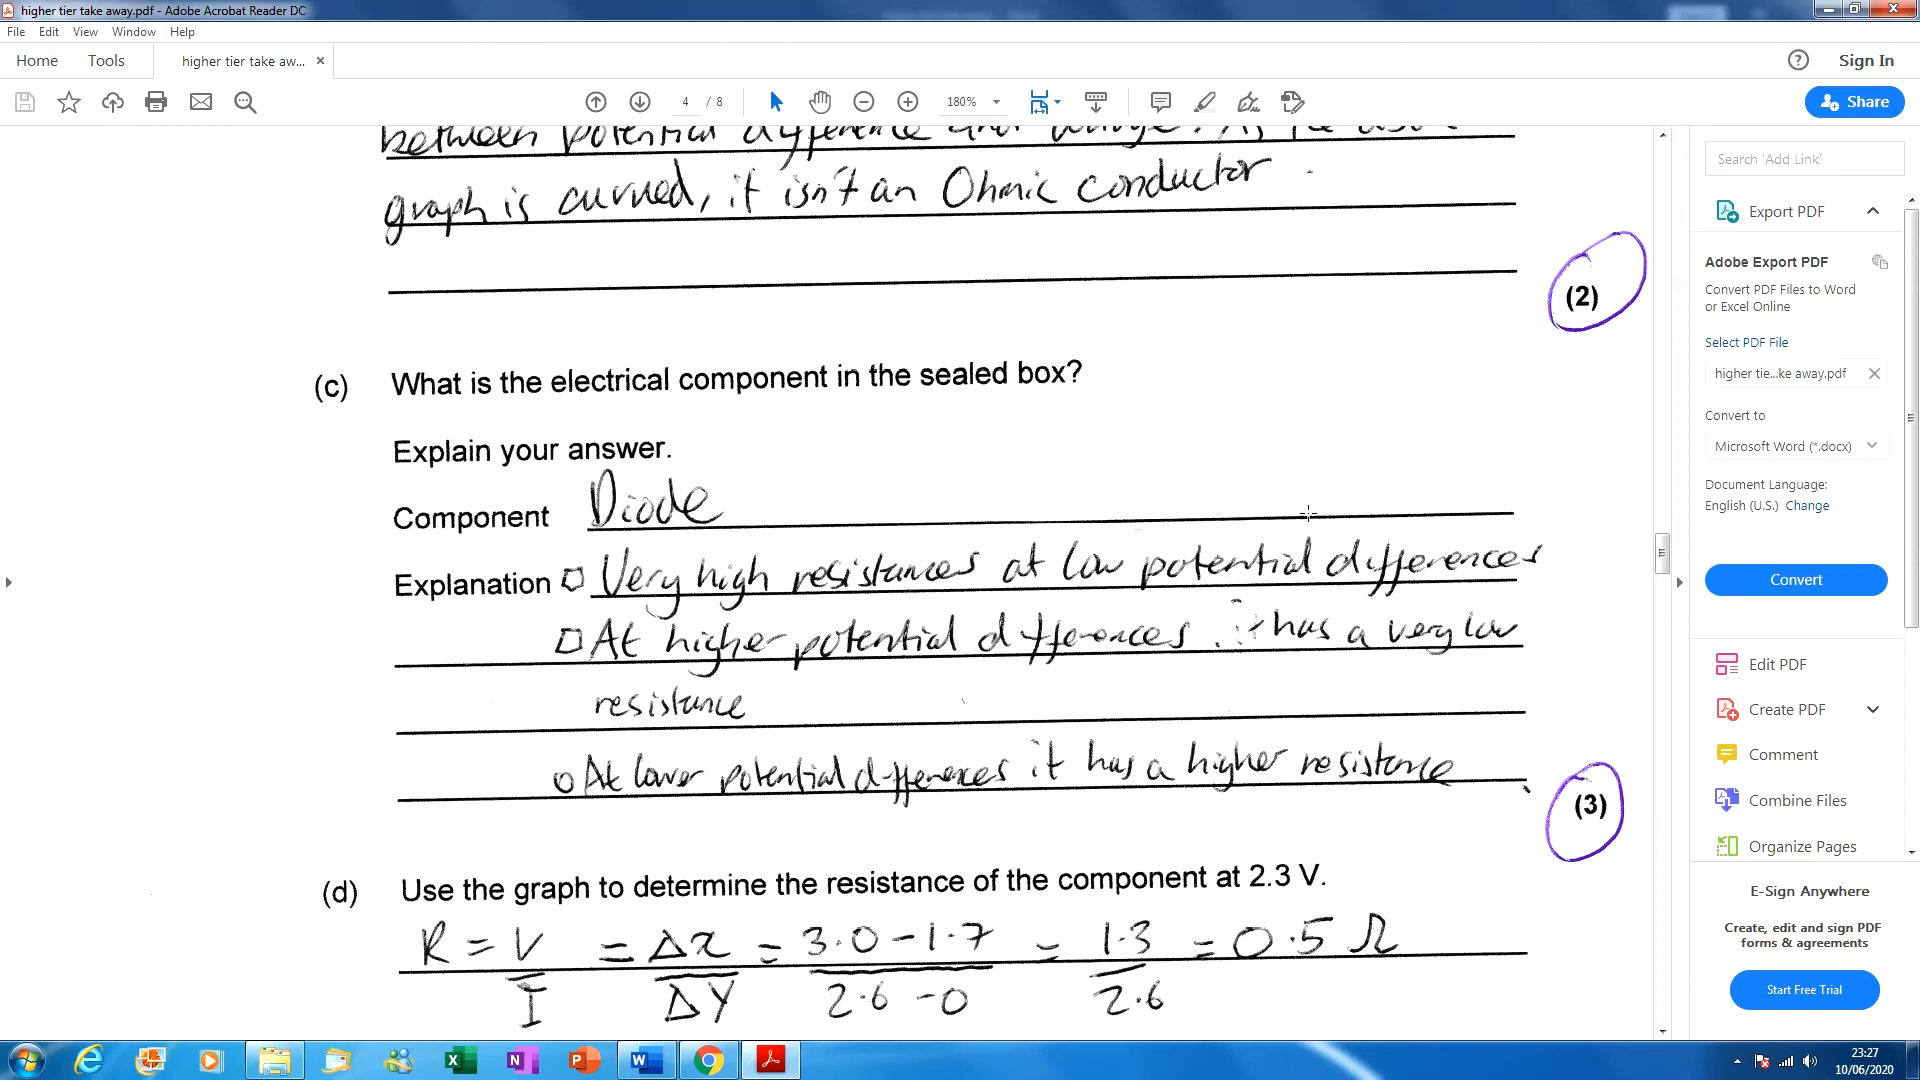 higher tier take away.pdf - Adobe Acrobat Reader DC
File Edit View Window Help
Home Tools higher tier take aw... × Sign In
4 / 8 180% Share
between potential difference and
graph is curved, it isn't an Ohmic conductor.
(2)
(c) What is the electrical component in the sealed box?
Explain your answer.
Component Diode
Explanation Very high resistances at low potential differences
At higher potential differences, it has a very low
resistance
At lower potential differences it has a higher resistance
(3)
(d) Use the graph to determine the resistance of the component at 2.3 V.
R = V/I = Δx/ΔY = 3.0 - 1.7/2.6 - 0 = 1.3/2.6 = 0.5 Ω
Search 'Add Link'
Export PDF
Adobe Export PDF
Convert PDF Files to Word
or Excel Online
Select PDF File
higher tie...ke away.pdf
Convert to
Microsoft Word (*.docx)
Document Language:
English (U.S.) Change
Convert
Edit PDF
Create PDF
Comment
Combine Files
Organize Pages
E-Sign Anywhere
Create, edit and sign PDF
forms & agreements
Start Free Trial
23:27
10/06/2020